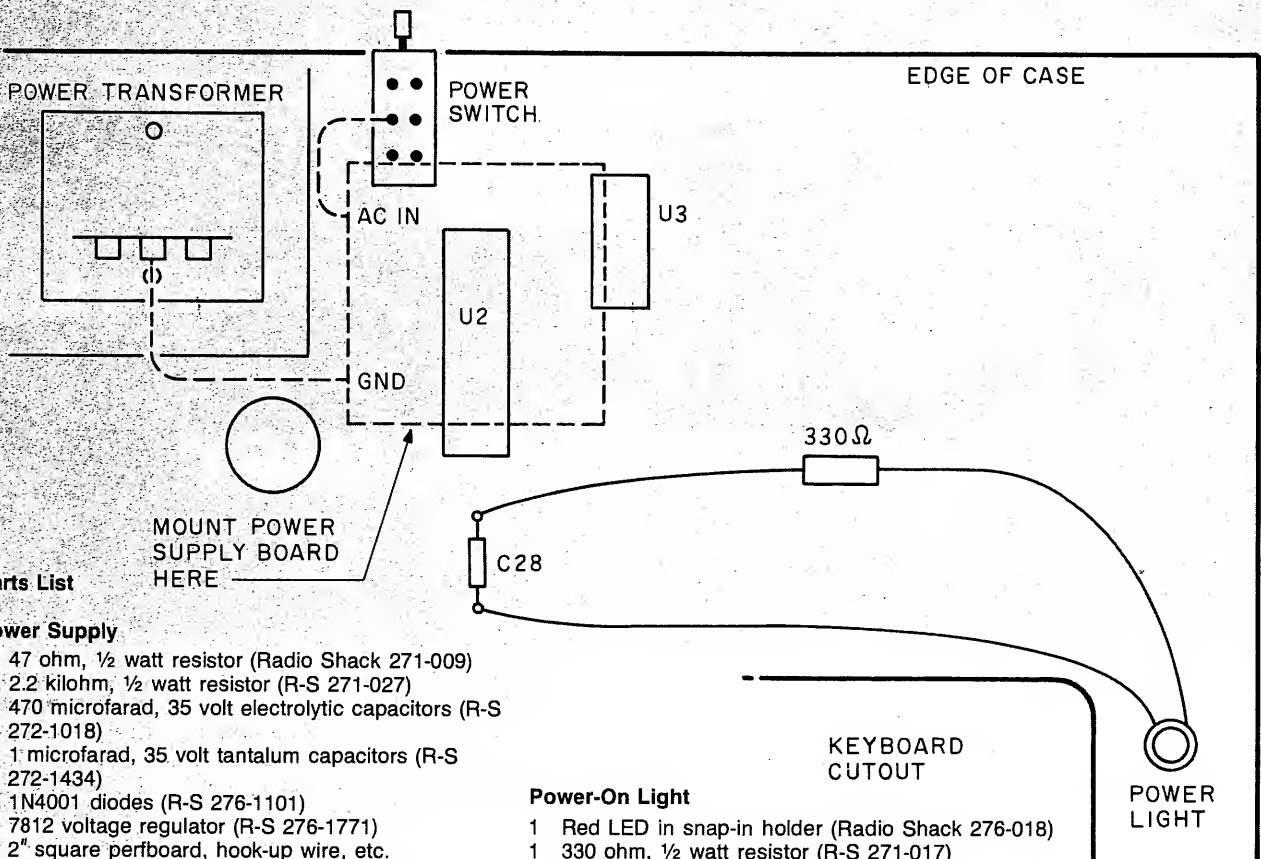 POWER TRANSFORMER
POWER
SWITCH
EDGE OF CASE
AC IN
U3
U2
GND
330Ω
MOUNT POWER
SUPPLY BOARD
HERE
C28
arts List
ower Supply
47 ohm, ½ watt resistor (Radio Shack 271-009)
2.2 kilohm, ½ watt resistor (R-S 271-027)
470 microfarad, 35 volt electrolytic capacitors (R-S
272-1018)
1 microfarad, 35 volt tantalum capacitors (R-S
272-1434)
1N4001 diodes (R-S 276-1101)
7812 voltage regulator (R-S 276-1771)
2" square perfboard, hook-up wire, etc.
KEYBOARD
CUTOUT
POWER
LIGHT
Power-On Light
1 Red LED in snap-in holder (Radio Shack 276-018)
1 330 ohm, ½ watt resistor (R-S 271-017)